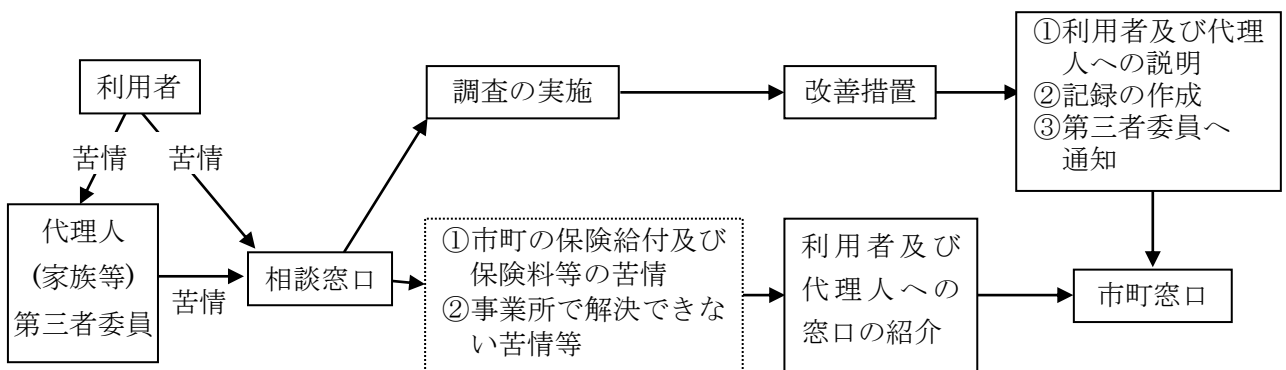 利用者
苦情
苦情
代理人
(家族等)
第三者委員
苦情
相談窓口
調査の実施
改善措置
①利用者及び代理
人への説明
②記録の作成
③第三者委員へ
通知
①市町の保険給付及び
保険料等の苦情
②事業所で解決できな
い苦情等
利用者及び
代理人への
窓口の紹介
市町窓口